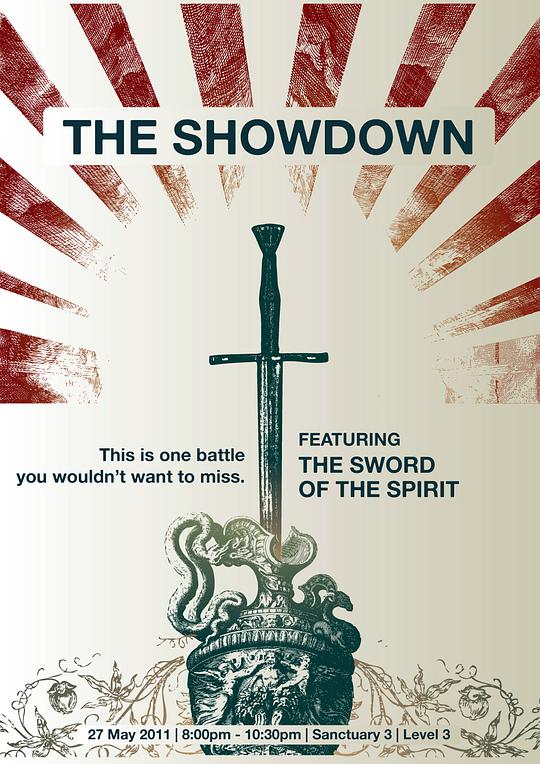 THE SHOWDOWN
This is one battle
you wouldn't want to miss.
FEATURING
THE SWORD
OF THE SPIRIT
27 May 2011 | 8:00pm - 10:30pm | Sanctuary 3 | Level 3